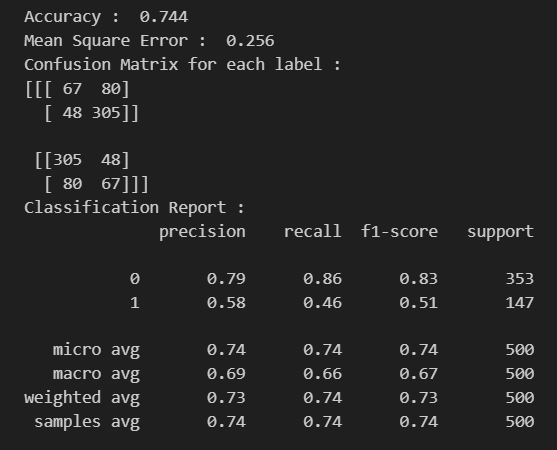 Accuracy :  0.744
Mean Square Error :  0.256
Confusion Matrix for each label :
[[[ 67  80]
  [ 48 305]]

 [[305  48]
  [ 80  67]]]
Classification Report :
              precision    recall  f1-score   support

           0       0.79      0.86      0.83       353
           1       0.58      0.46      0.51       147

   micro avg       0.74      0.74      0.74       500
   macro avg       0.69      0.66      0.67       500
weighted avg       0.73      0.74      0.73       500
 samples avg       0.74      0.74      0.74       500